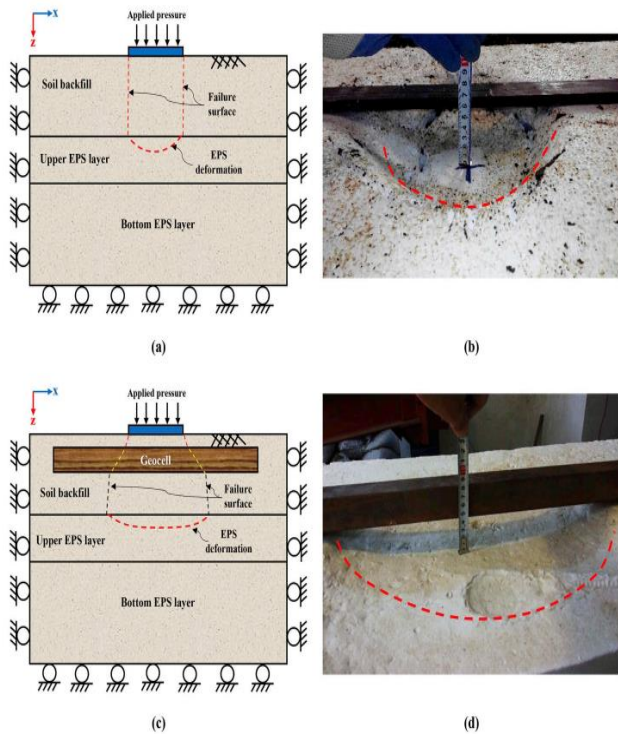 Applied pressure
X
Z
Soil backfill
Failure
surface
Upper EPS layer
EPS
deformation
Bottom EPS layer
(a)
(b)
Applied pressure
X
Z
Geocell
Soil backfill
Failure
surface
Upper EPS layer
EPS
deformation
Bottom EPS layer
(c)
(d)